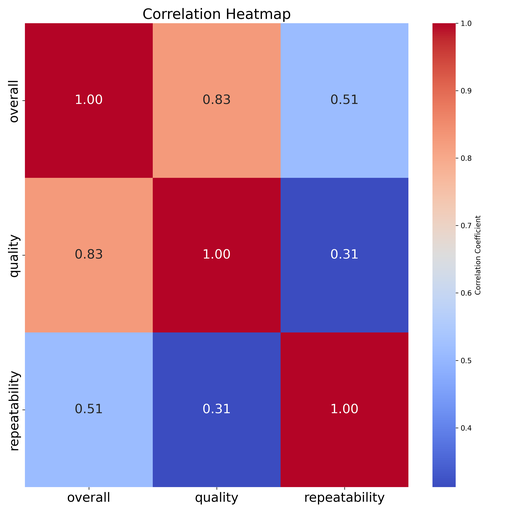 Correlation Heatmap
overall
1.00
0.83
0.51
quality
0.83
1.00
0.31
repeatability
0.51
0.31
1.00
overall
quality
repeatability
1.0
0.9
0.8
0.7
0.6
0.5
0.4
Correlation Coefficient